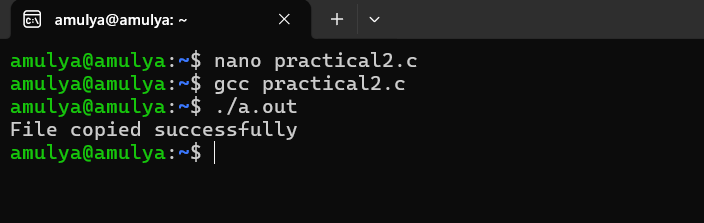 amulya@amulya: ~
amulya@amulya:~$ nano practical2.c
amulya@amulya:~$ gcc practical2.c
amulya@amulya:~$ ./a.out
File copied successfully
amulya@amulya:~$